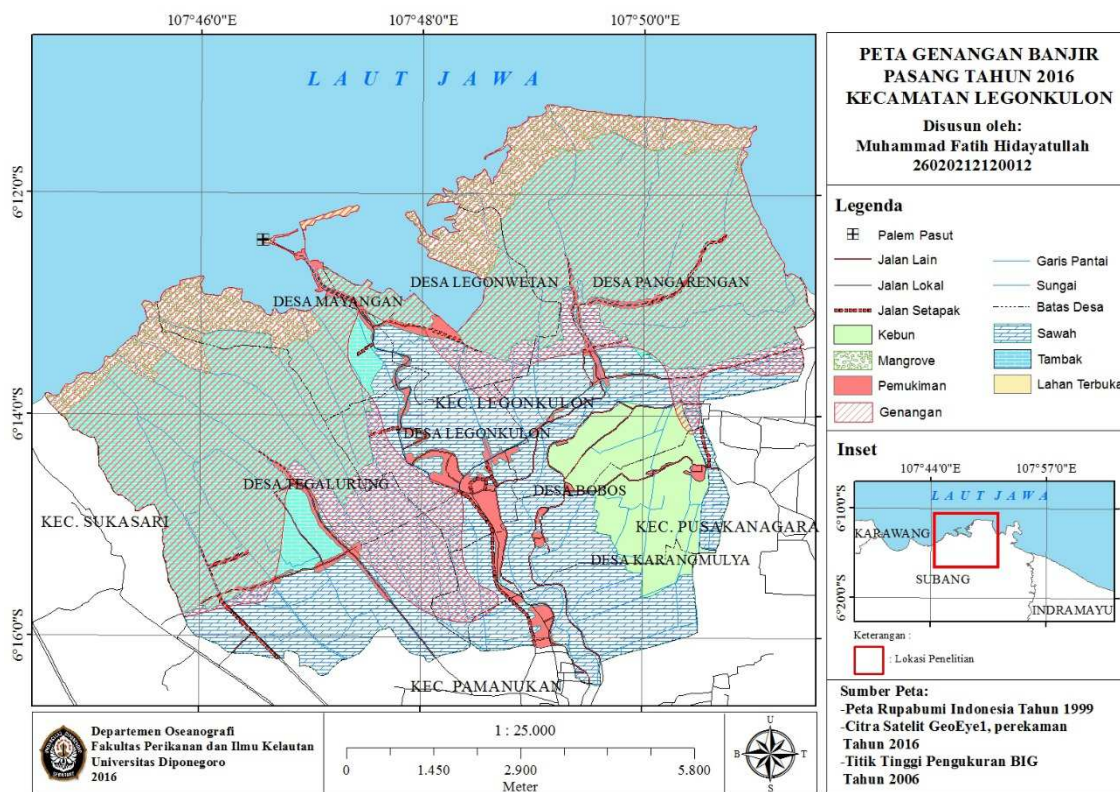 107°46'0"E
107°48'0"E
107°50'0"E
LAUT JAWA
6°12'0"S
6°14'0"S
6°16'0"S
DESA MAYANGAN
DESA LEGONWETAN
DESA PANGARENGAN
KEC. LEGONKULON
DESA LEGONKULON
DESA TEGALURUNG
DESA BOBOS
KEC. SUKASARI
KEC. PUSAKANAGARA
DESA KARANGMULYA
KEC. PAMANUKAN
PETA GENANGAN BANJIR
PASANG TAHUN 2016
KECAMATAN LEGONKULON
Disusun oleh:
Muhammad Fatih Hidayatullah
26020212120012
Legenda
Palem Pasut
Jalan Lain
Jalan Lokal
Jalan Setapak
Kebun
Mangrove
Pemukiman
Genangan
Garis Pantai
Sungai
Batas Desa
Sawah
Tambak
Lahan Terbuka
Inset
107°44'0"E
107°57'0"E
6°10'0"S
6°20'0"S
LAUT JAWA
KARAWANG
SUBANG
INDRAMAYU
Keterangan :
: Lokasi Penelitian
Sumber Peta:
-Peta Rupabumi Indonesia Tahun 1999
-Citra Satelit GeoEye1, perekaman
Tahun 2016
-Titik Tinggi Pengukuran BIG
Tahun 2006
Departemen Oseanografi
Fakultas Perikanan dan Ilmu Kelautan
Universitas Diponegoro
2016
1 : 25.000
0
1.450
2.900
5.800
Meter
U
B
T
S